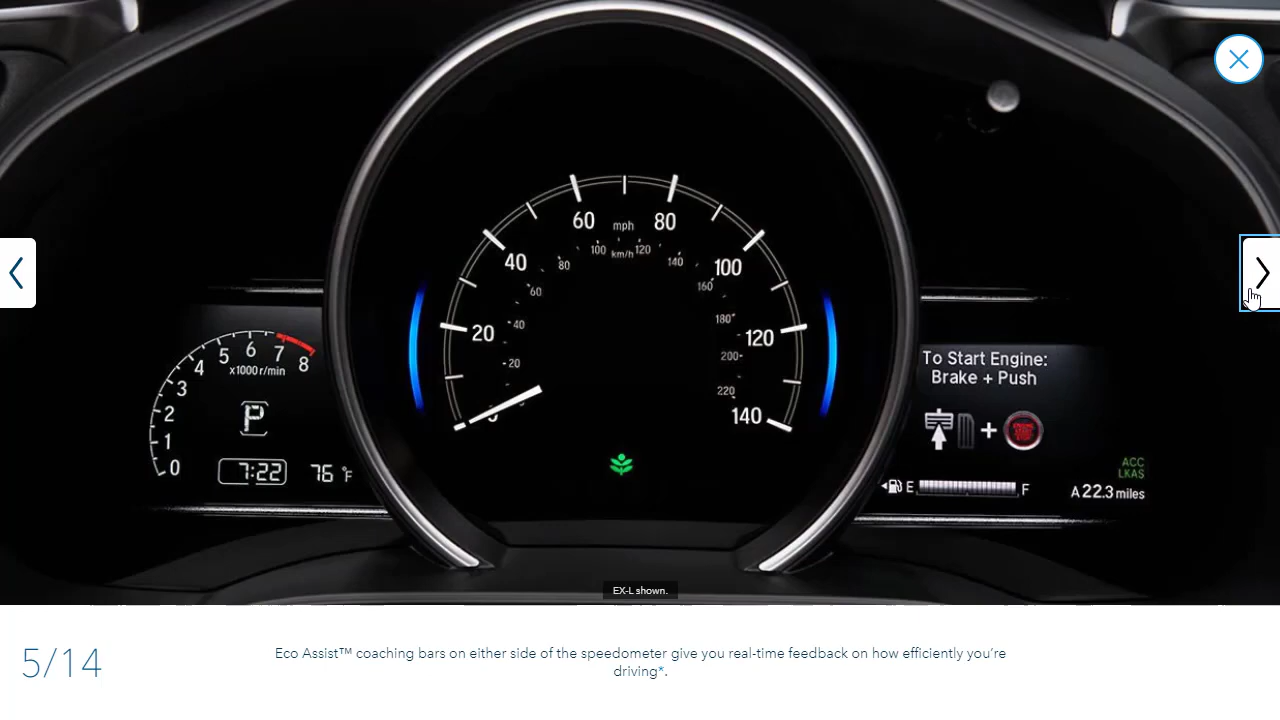 60
mph
80
100
km/h
120
40
80
140
100
60
160
20
40
180
120
20
200
220
140
5
6
7
4
8
x1000 r/min
3
2
P
1
0
7:22
76 °F
To Start Engine:
Brake + Push
+
ACC
LKAS
E
F
A 22.3 miles
EX-L shown.
5/14
Eco Assist™ coaching bars on either side of the speedometer give you real-time feedback on how efficiently you're
driving*.